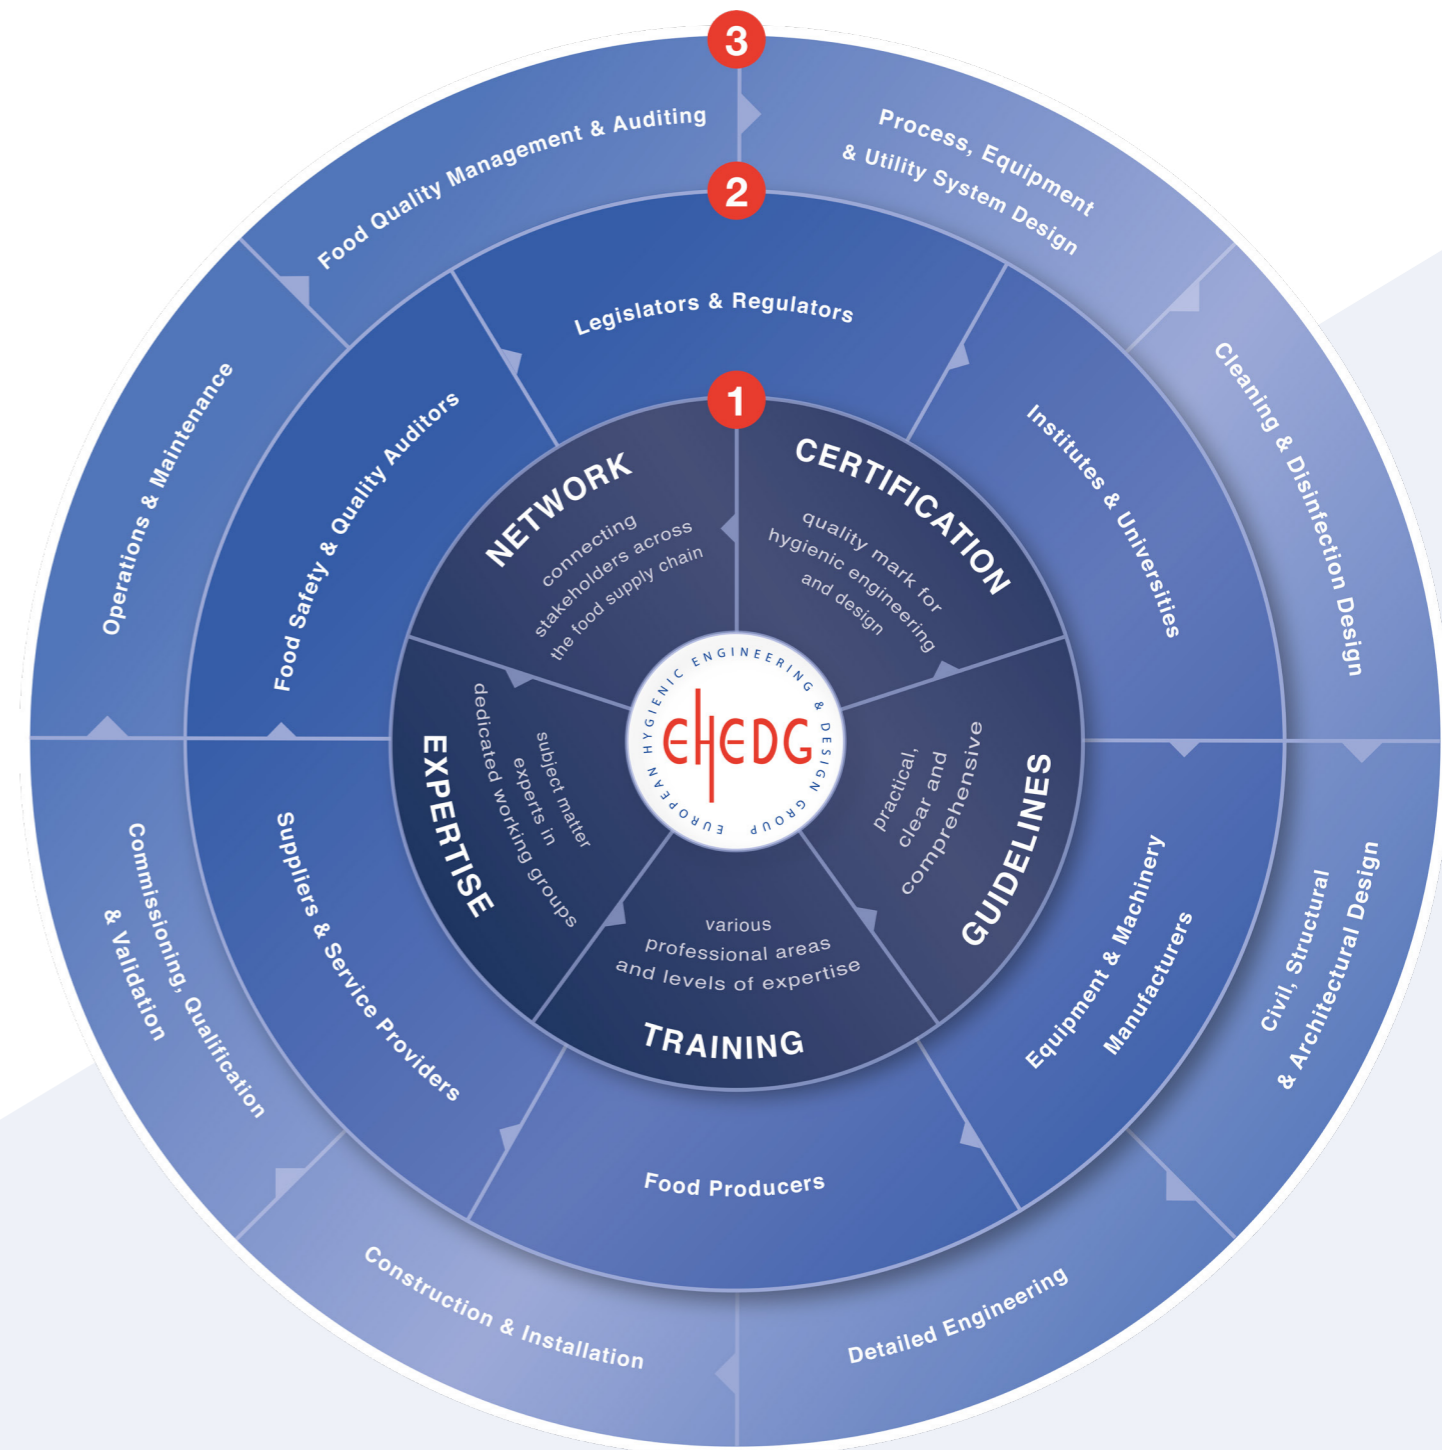 3
Food Quality Management & Auditing
Process, Equipment
& Utility System Design
2
Legislators & Regulators
Operations & Maintenance
Cleaning & Disinfection Design
Food Safety & Quality Auditors
Institutes & Universities
1
NETWORK
connecting
stakeholders across
the food supply chain
CERTIFICATION
quality mark for
hygienic engineering
and design
EUROPEAN HYGIENIC ENGINEERING & DESIGN GROUP
EHEDG
EXPERTISE
subject matter
experts in
dedicated working groups
practical,
clear and
comprehensive
GUIDELINES
various
professional areas
and levels of expertise
TRAINING
Suppliers & Service Providers
Equipment & Machinery
Manufacturers
Commissioning, Qualification
& Validation
Civil, Structural
& Architectural Design
Food Producers
Construction & Installation
Detailed Engineering